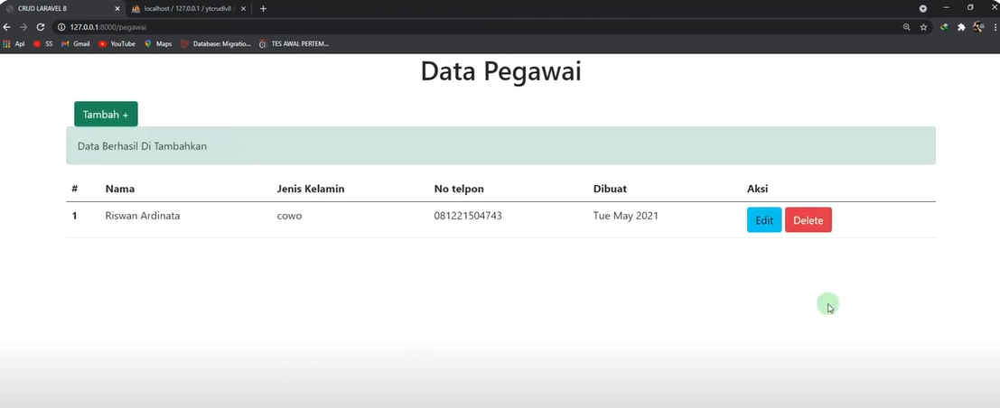 CRUD LARAVEL 8
localhost / 127.0.0.1 / ytcrudlv8 /
127.0.0.1:8000/pegawai
Apl SS Gmail YouTube Maps Database: Migratio... TES AWAL PERTEM...
Data Pegawai
Tambah +
Data Berhasil Di Tambahkan
# Nama Jenis Kelamin No telpon Dibuat Aksi
1 Riswan Ardinata cowo 081221504743 Tue May 2021 Edit Delete